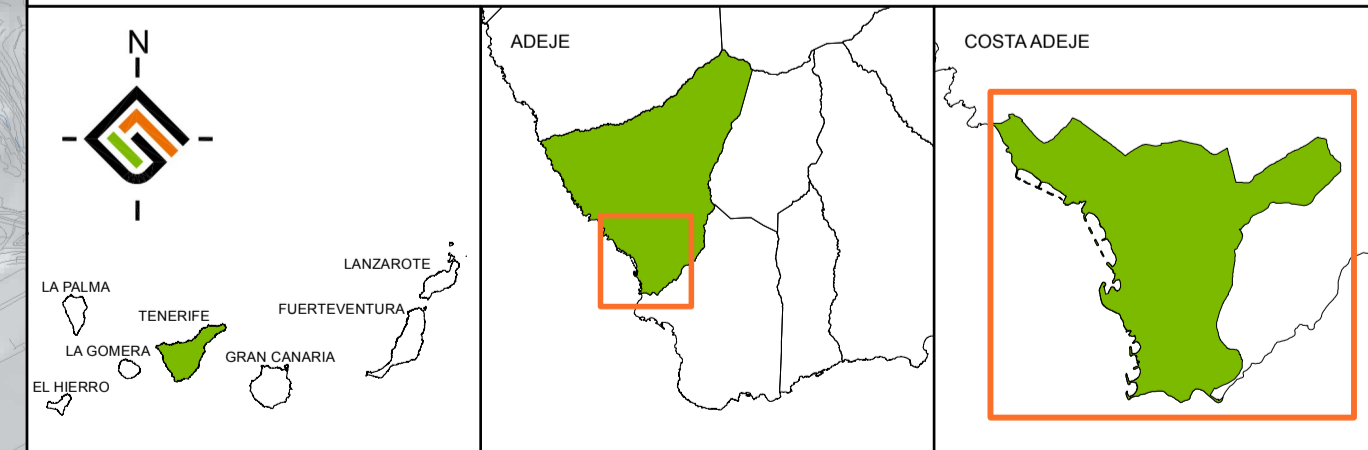 N
LA PALMA
TENERIFE
LA GOMERA
EL HIERRO
GRAN CANARIA
FUERTEVENTURA
LANZAROTE
ADEJE
COSTA ADEJE